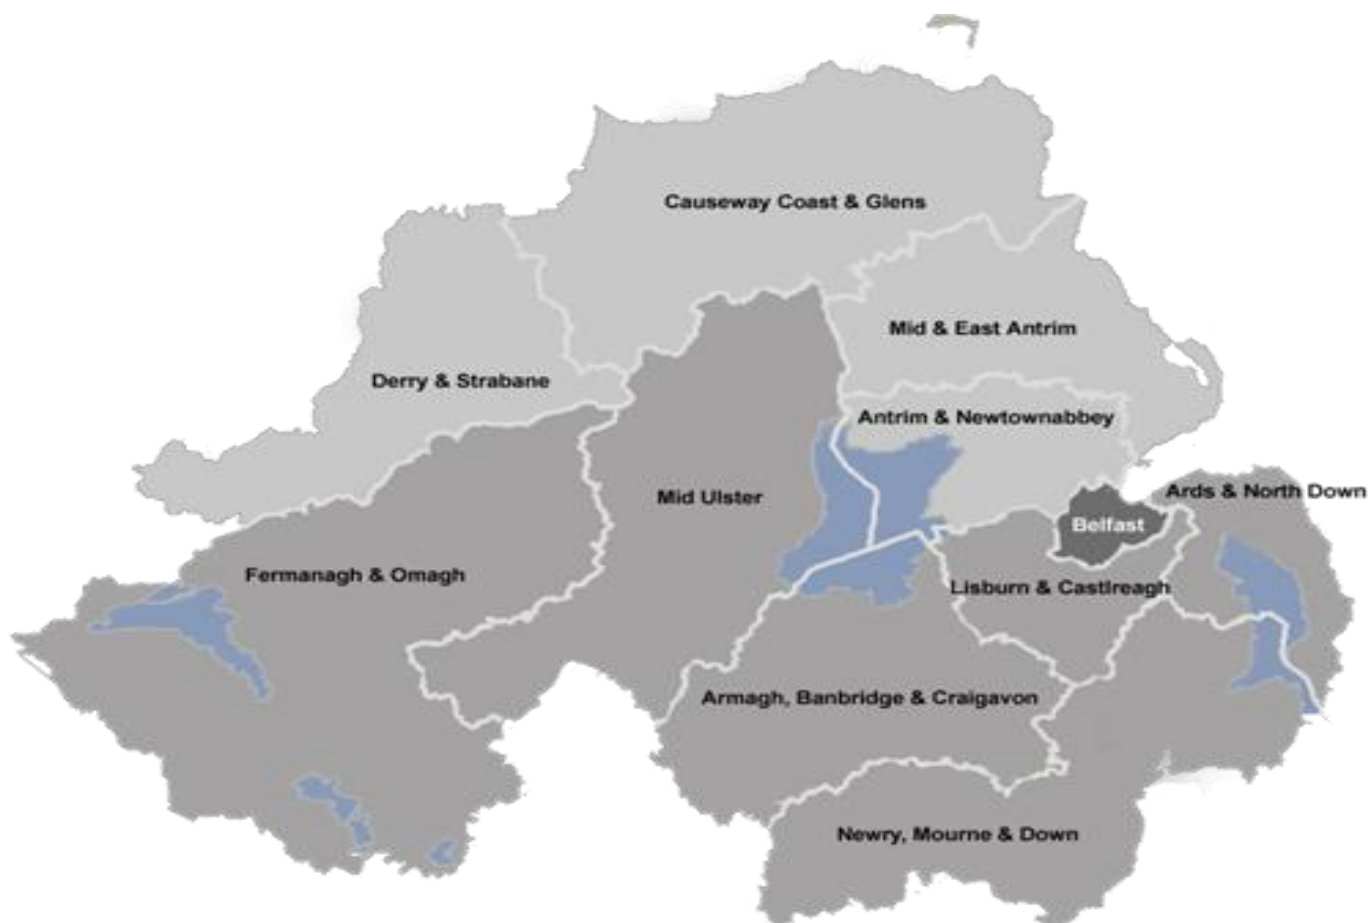 Causeway Coast & Glens
Mid & East Antrim
Derry & Strabane
Antrim & Newtownabbey
Mid Ulster
Ards & North Down
Belfast
Fermanagh & Omagh
Lisburn & Castlreagh
Armagh, Banbridge & Craigavon
Newry, Mourne & Down